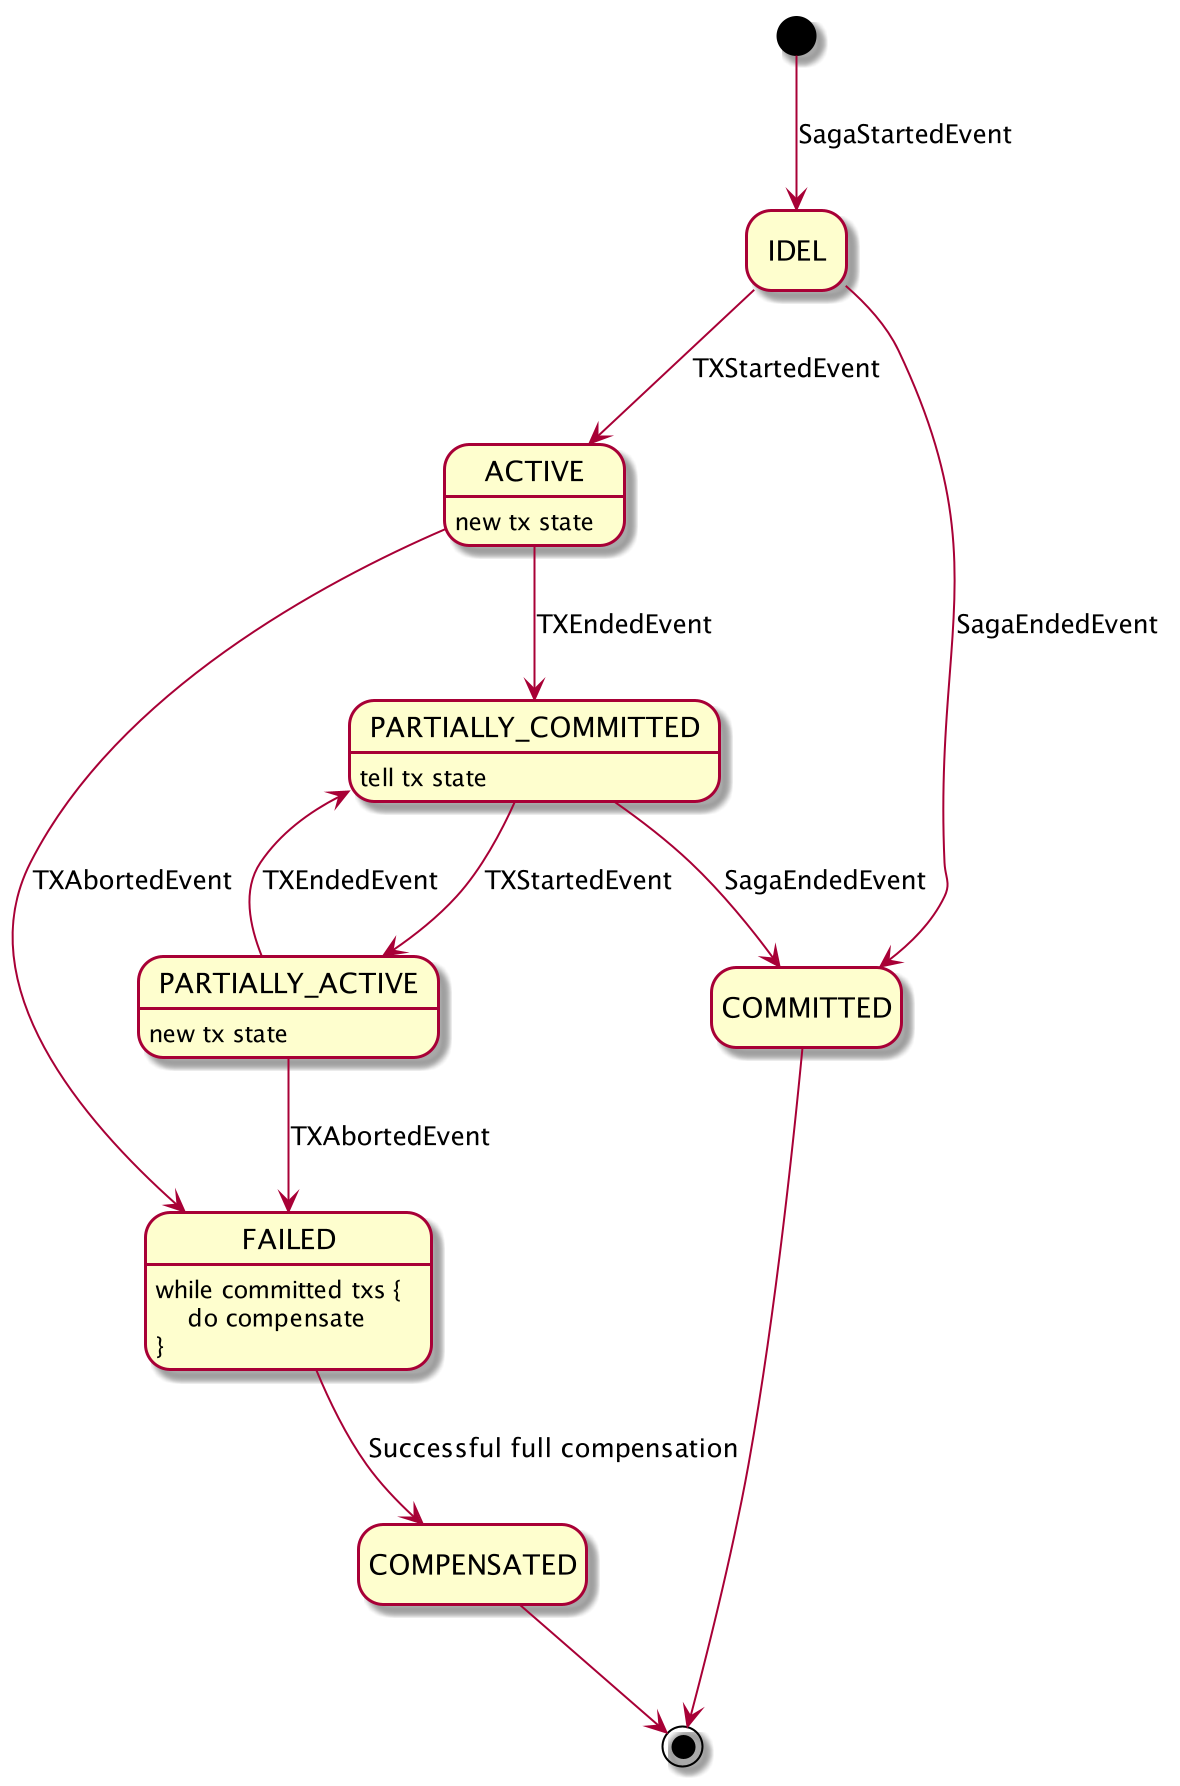 SagaStartedEvent
IDEL
TXStartedEvent
ACTIVE
new tx state
TXEndedEvent
SagaEndedEvent
PARTIALLY_COMMITTED
tell tx state
TXAbortedEvent
TXEndedEvent
TXStartedEvent
SagaEndedEvent
PARTIALLY_ACTIVE
new tx state
COMMITTED
TXAbortedEvent
FAILED
while committed txs {
do compensate
}
Successful full compensation
COMPENSATED